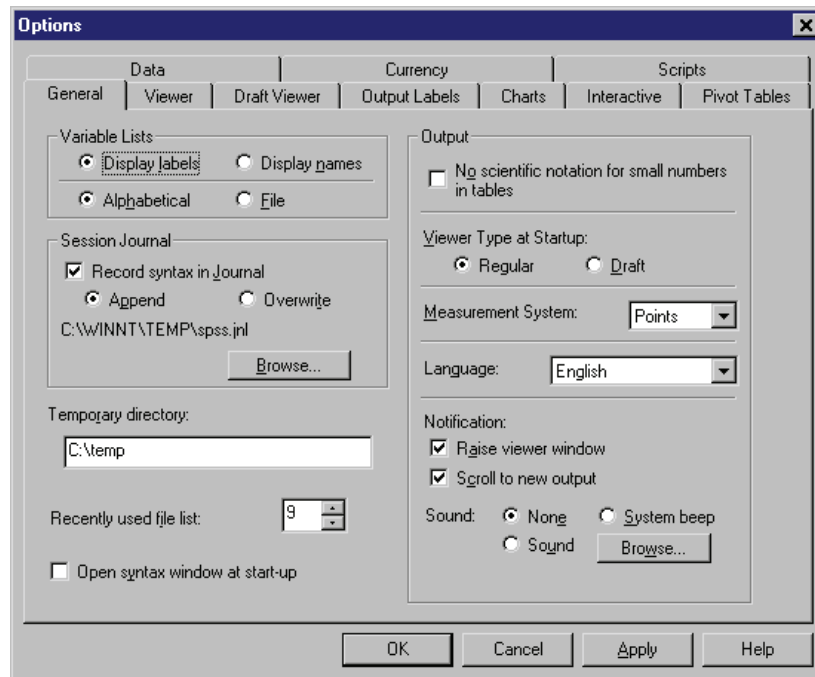 Options
Data Currency Scripts
General Viewer Draft Viewer Output Labels Charts Interactive Pivot Tables
Variable Lists
Display labels Display names
Alphabetical File
Session Journal
Record syntax in Journal
Append Overwrite
C:\WINNT\TEMP\spss.jnl
Browse...
Temporary directory:
C:\temp
Recently used file list: 9
Open syntax window at start-up
Output
No scientific notation for small numbers
in tables
Viewer Type at Startup:
Regular Draft
Measurement System: Points
Language: English
Notification:
Raise viewer window
Scroll to new output
Sound: None System beep
Sound Browse...
OK Cancel Apply Help